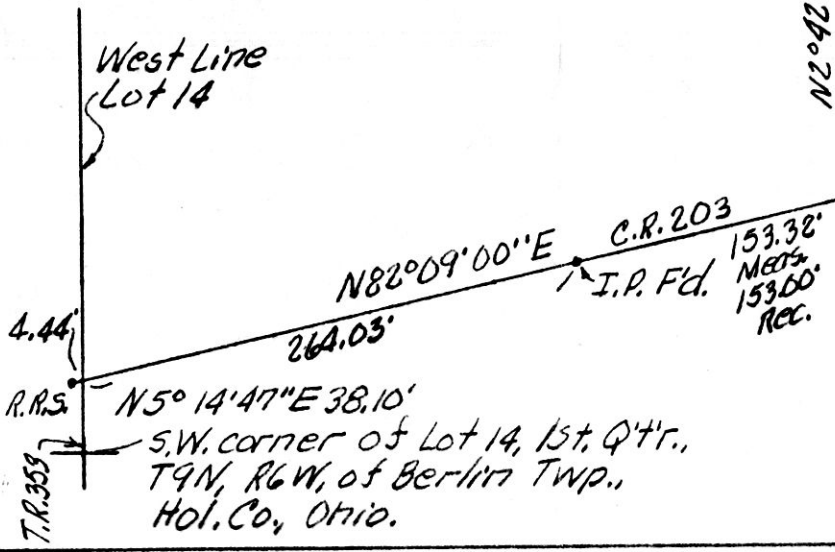 West Line
Lot 14
N2°42
C.R. 203
N82°09'00"E
153.32'
Meas.
153.00'
Rec.
I.P. F'd.
264.03'
4.44'
R.R.S.
N5° 14'47"E 38.10'
S.W. corner of Lot 14, 1st. Q't'r.,
T9N, R6W, of Berlin Twp.,
Hol. Co., Ohio.
T.R. 353